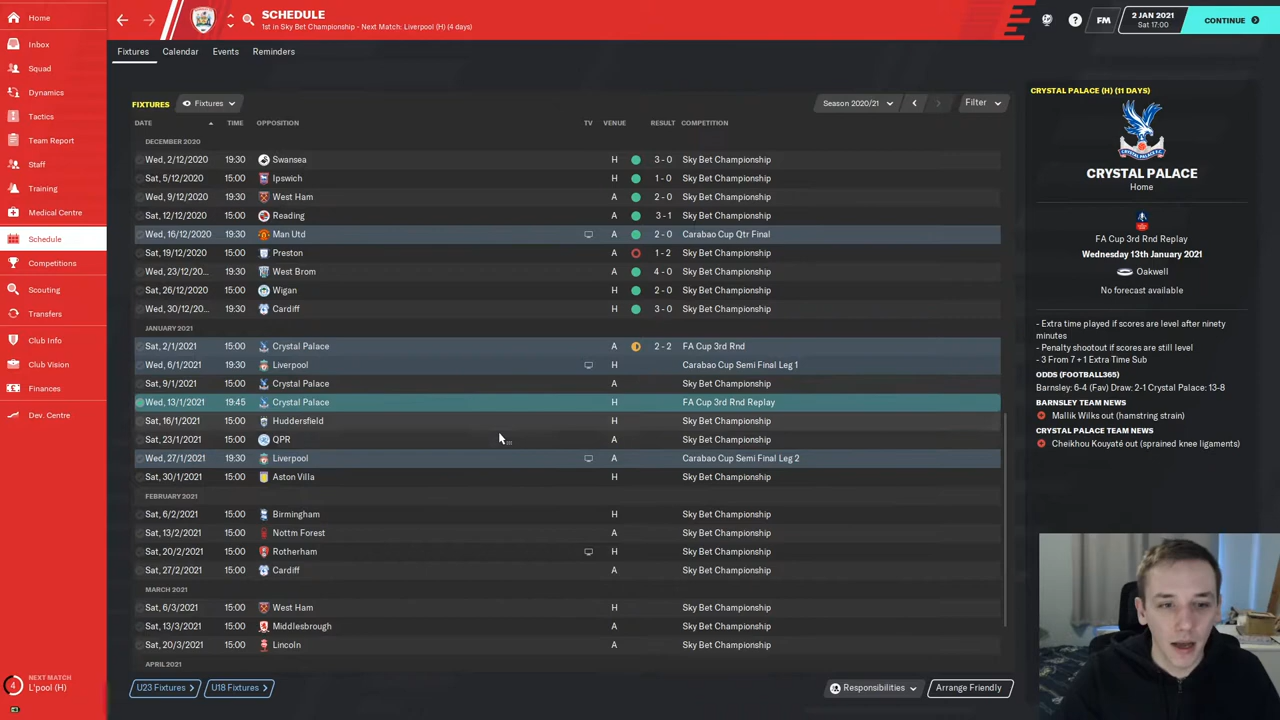 Home
Inbox
Squad
Dynamics
Tactics
Team Report
Staff
Training
Medical Centre
Schedule
Competitions
Scouting
Transfers
Club Info
Club Vision
Finances
Dev. Centre
NEXT MATCH
4 L'pool (H)
SCHEDULE
1st in Sky Bet Championship - Next Match: Liverpool (H) (4 days)
? FM 2 JAN 2021
Sat 17:00
CONTINUE
Fixtures Calendar Events Reminders
FIXTURES Fixtures Season 2020/21 Filter
DATE TIME OPPOSITION TV VENUE RESULT COMPETITION
DECEMBER 2020
Wed, 2/12/2020 19:30 Swansea H 3 - 0 Sky Bet Championship
Sat, 5/12/2020 15:00 Ipswich H 1 - 0 Sky Bet Championship
Wed, 9/12/2020 19:30 West Ham A 2 - 0 Sky Bet Championship
Sat, 12/12/2020 15:00 Reading A 3 - 1 Sky Bet Championship
Wed, 16/12/2020 19:30 Man Utd A 2 - 0 Carabao Cup Qtr Final
Sat, 19/12/2020 15:00 Preston A 1 - 2 Sky Bet Championship
Wed, 23/12/20... 19:30 West Brom A 4 - 0 Sky Bet Championship
Sat, 26/12/2020 15:00 Wigan H 2 - 0 Sky Bet Championship
Wed, 30/12/20... 19:30 Cardiff H 3 - 0 Sky Bet Championship
JANUARY 2021
Sat, 2/1/2021 15:00 Crystal Palace A 2 - 2 FA Cup 3rd Rnd
Wed, 6/1/2021 19:30 Liverpool H Carabao Cup Semi Final Leg 1
Sat, 9/1/2021 15:00 Crystal Palace A Sky Bet Championship
Wed, 13/1/2021 19:45 Crystal Palace H FA Cup 3rd Rnd Replay
Sat, 16/1/2021 15:00 Huddersfield H Sky Bet Championship
Sat, 23/1/2021 15:00 QPR A Sky Bet Championship
Wed, 27/1/2021 19:30 Liverpool A Carabao Cup Semi Final Leg 2
Sat, 30/1/2021 15:00 Aston Villa H Sky Bet Championship
FEBRUARY 2021
Sat, 6/2/2021 15:00 Birmingham H Sky Bet Championship
Sat, 13/2/2021 15:00 Nottm Forest A Sky Bet Championship
Sat, 20/2/2021 15:00 Rotherham H Sky Bet Championship
Sat, 27/2/2021 15:00 Cardiff A Sky Bet Championship
MARCH 2021
Sat, 6/3/2021 15:00 West Ham H Sky Bet Championship
Sat, 13/3/2021 15:00 Middlesbrough A Sky Bet Championship
Sat, 20/3/2021 15:00 Lincoln A Sky Bet Championship
APRIL 2021
U23 Fixtures U18 Fixtures Responsibilities Arrange Friendly
CRYSTAL PALACE (H) (11 DAYS)
CRYSTAL PALACE
Home
FA Cup 3rd Rnd Replay
Wednesday 13th January 2021
Oakwell
No forecast available
- Extra time played if scores are level after ninety
minutes
- Penalty shootout if scores are still level
- 3 From 7 + 1 Extra Time Sub
ODDS (FOOTBALL365)
Barnsley: 6-4 (Fav) Draw: 2-1 Crystal Palace: 13-8
BARNSLEY TEAM NEWS
Mallik Wilks out (hamstring strain)
CRYSTAL PALACE TEAM NEWS
Cheikhou Kouyaté out (sprained knee ligaments)